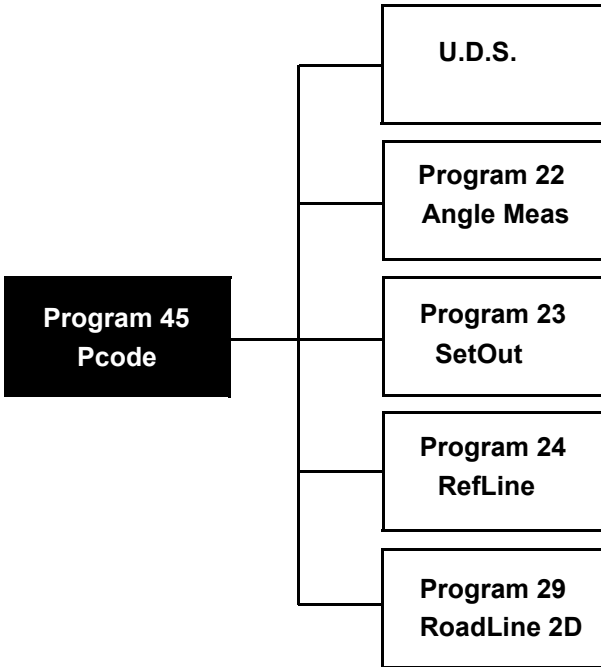 U.D.S.
Program 22
Angle Meas
Program 45
Pcode
Program 23
SetOut
Program 24
RefLine
Program 29
RoadLine 2D